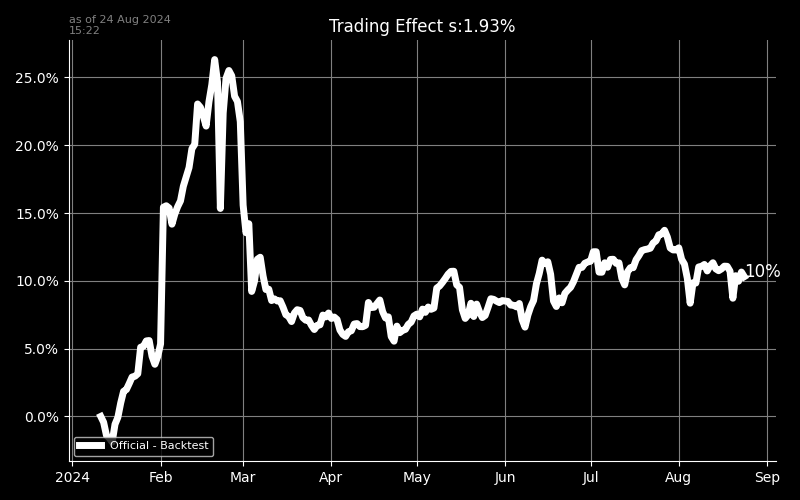 as of 24 Aug 2024
15:22
Trading Effect s:1.93%
25.0%
20.0%
15.0%
10.0%
5.0%
0.0%
10%
Official - Backtest
2024 Feb Mar Apr May Jun Jul Aug Sep